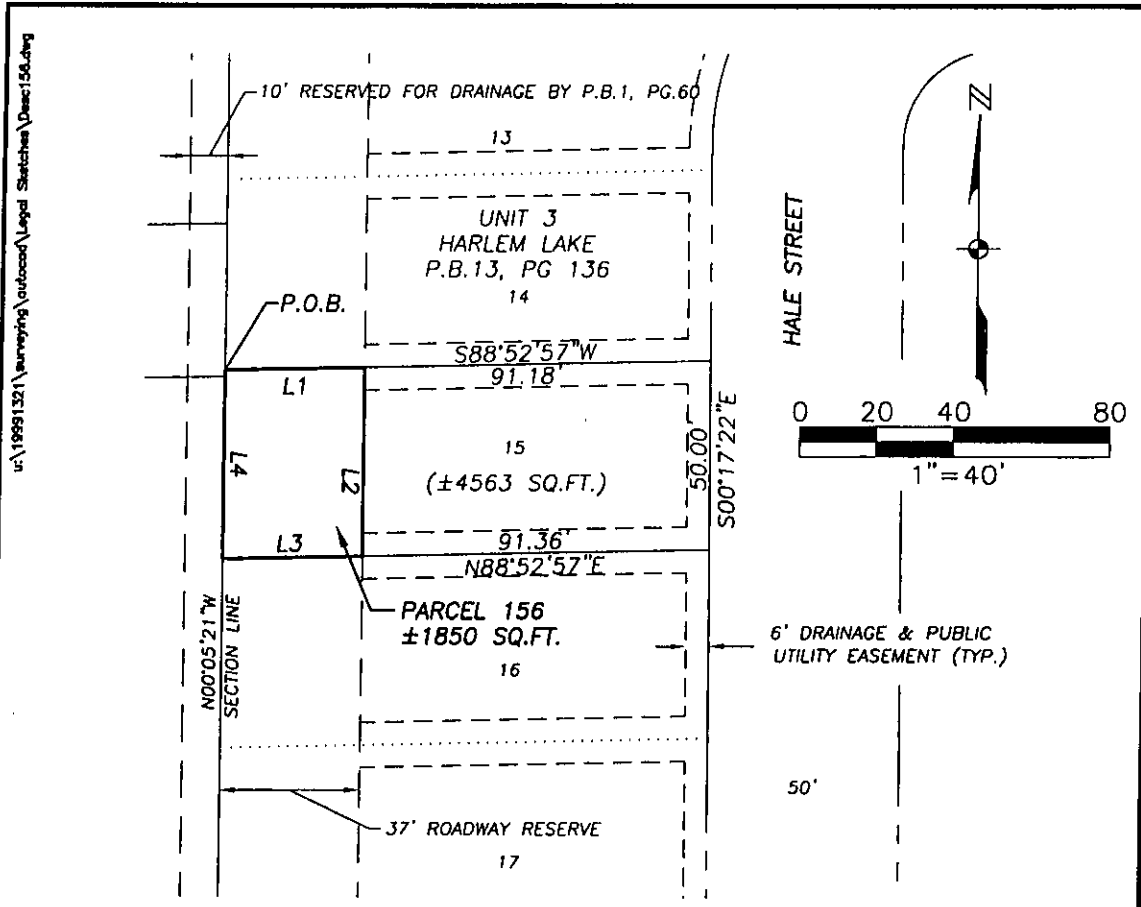 u:\19991321\surveying\autocad\Legal Sketches\Desc156.dwg
10' RESERVED FOR DRAINAGE BY P.B.1, PG.60
13
UNIT 3
HARLEM LAKE
P.B.13, PG 136
14
P.O.B.
HALE STREET
N
0 20 40 80
1"=40'
S88°52'57"W
91.18'
L1
L4
L2
15
(±4563 SQ.FT.)
50.00'
S00°17'22"E
L3
91.36'
N88°52'57"E
PARCEL 156
±1850 SQ.FT.
16
N00°05'21"W
SECTION LINE
6' DRAINAGE & PUBLIC
UTILITY EASEMENT (TYP.)
50'
37' ROADWAY RESERVE
17